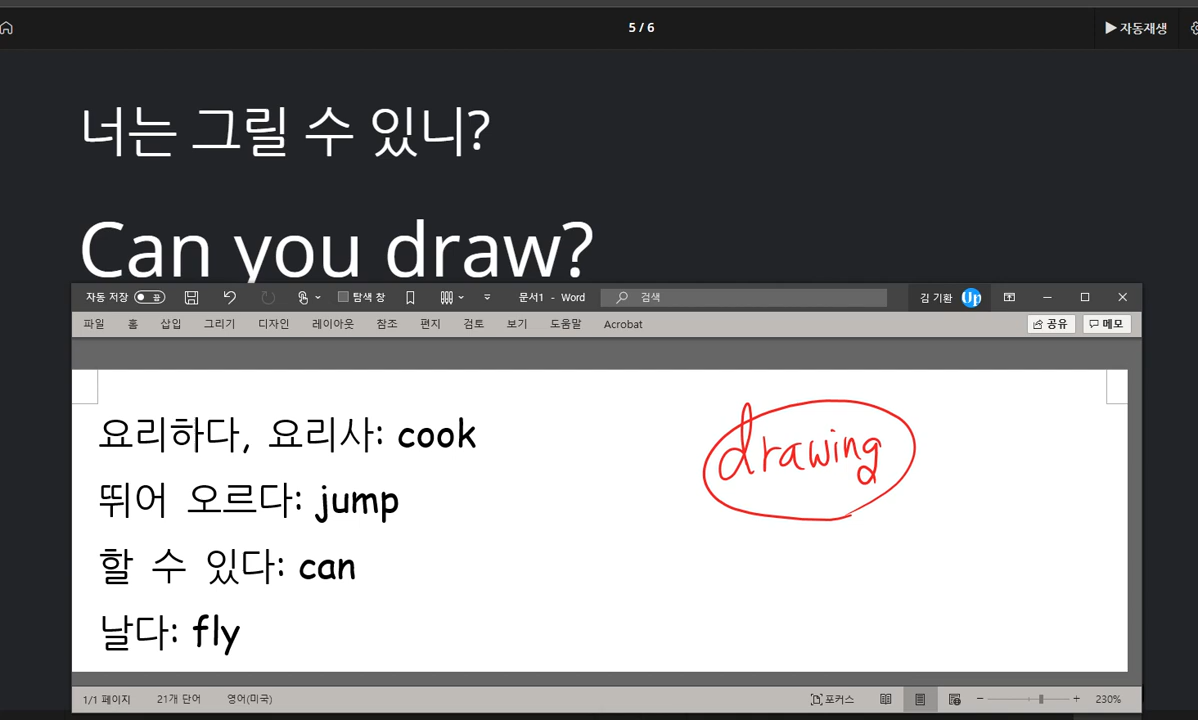 5 / 6
▶ 자동재생
너는 그릴 수 있니?
Can you draw?
자동 저장 끔
탐색 창
문서1 - Word
검색
김 기환
파일 홈 삽입 그리기 디자인 레이아웃 참조 편지 검토 보기 도움말 Acrobat
공유 메모
요리하다, 요리사: cook
drawing
뛰어 오르다: jump
할 수 있다: can
날다: fly
1/1 페이지 21개 단어 영어(미국)
포커스
230%